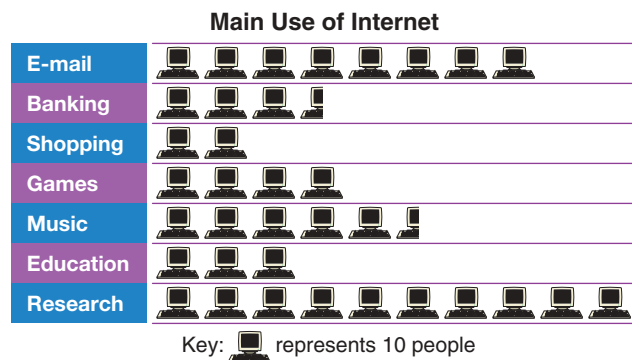 Main Use of Internet
E-mail
Banking
Shopping
Games
Music
Education
Research
Key: represents 10 people